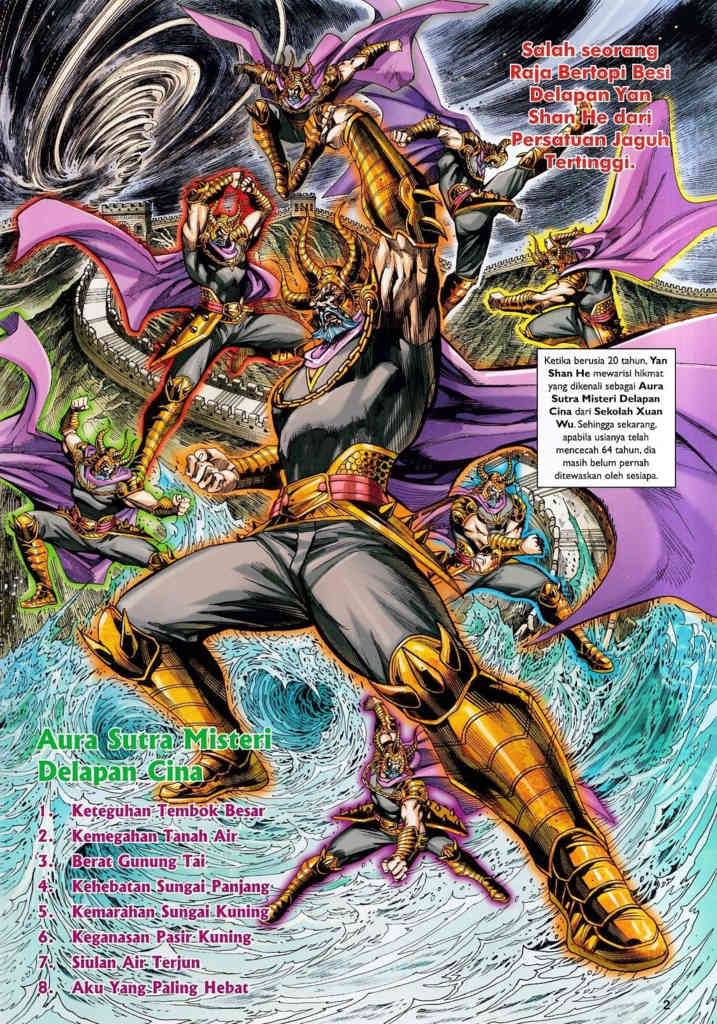 Salah seorang
Raja Bertopi Besi
Delapan Yan
Shan He dari
Persatuan Jaguh
Tertinggi.
Ketika berusia 20 tahun, Yan
Shan He mewarisi hikmat
yang dikenali sebagai Aura
Sutra Misteri Delapan
Cina dari Sekolah Xuan
Wu. Sehingga sekarang,
apabila usianya telah
mencecah 64 tahun, dia
masih belum pernah
ditewaskan oleh sesiapa.
Aura Sutra Misteri
Delapan Cina
1. Keteguhan Tembok Besar
2. Kemegahan Tanah Air
3. Berat Gunung Tai
4. Kehebatan Sungai Panjang
5. Kemarahan Sungai Kuning
6. Keganasan Pasir Kuning
7. Siulan Air Terjun
8. Aku Yang Paling Hebat
2